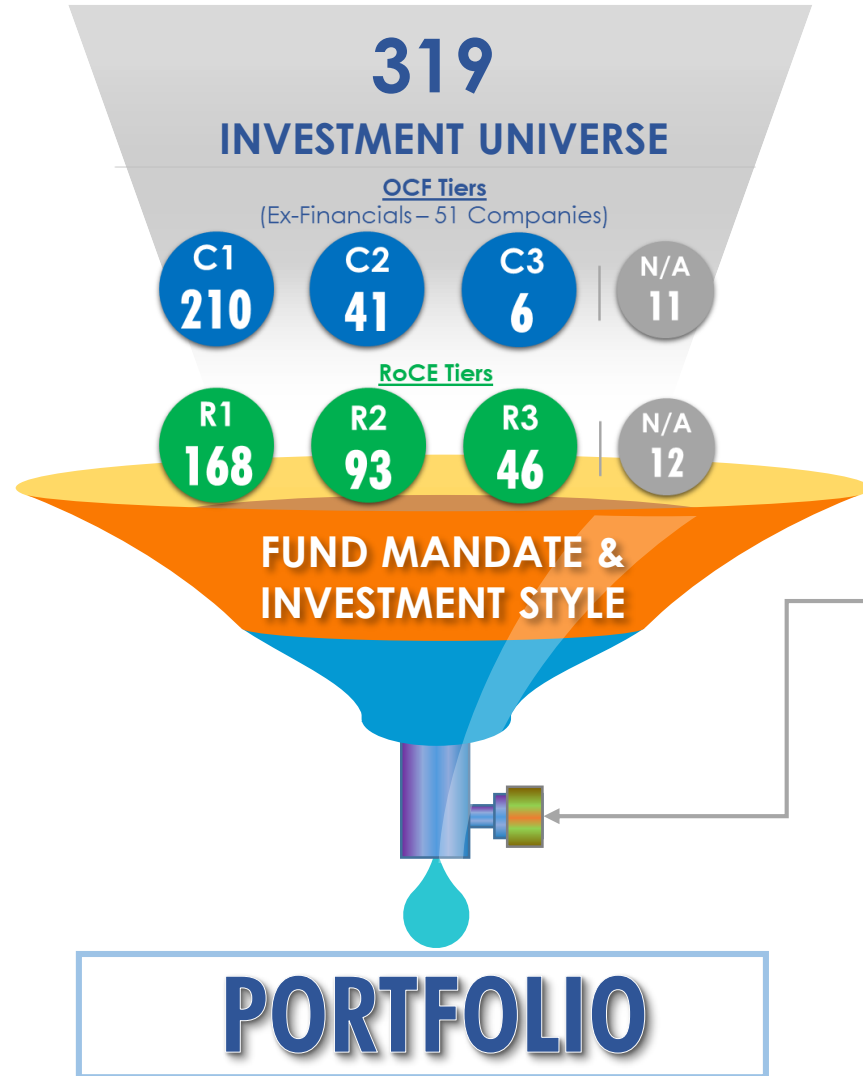 319
INVESTMENT UNIVERSE
OCF Tiers
(Ex-Financials – 51 Companies)
C1 C2 C3 N/A
210 41 6 11
RoCE Tiers
R1 R2 R3 N/A
168 93 46 12
FUND MANDATE &
INVESTMENT STYLE
PORTFOLIO